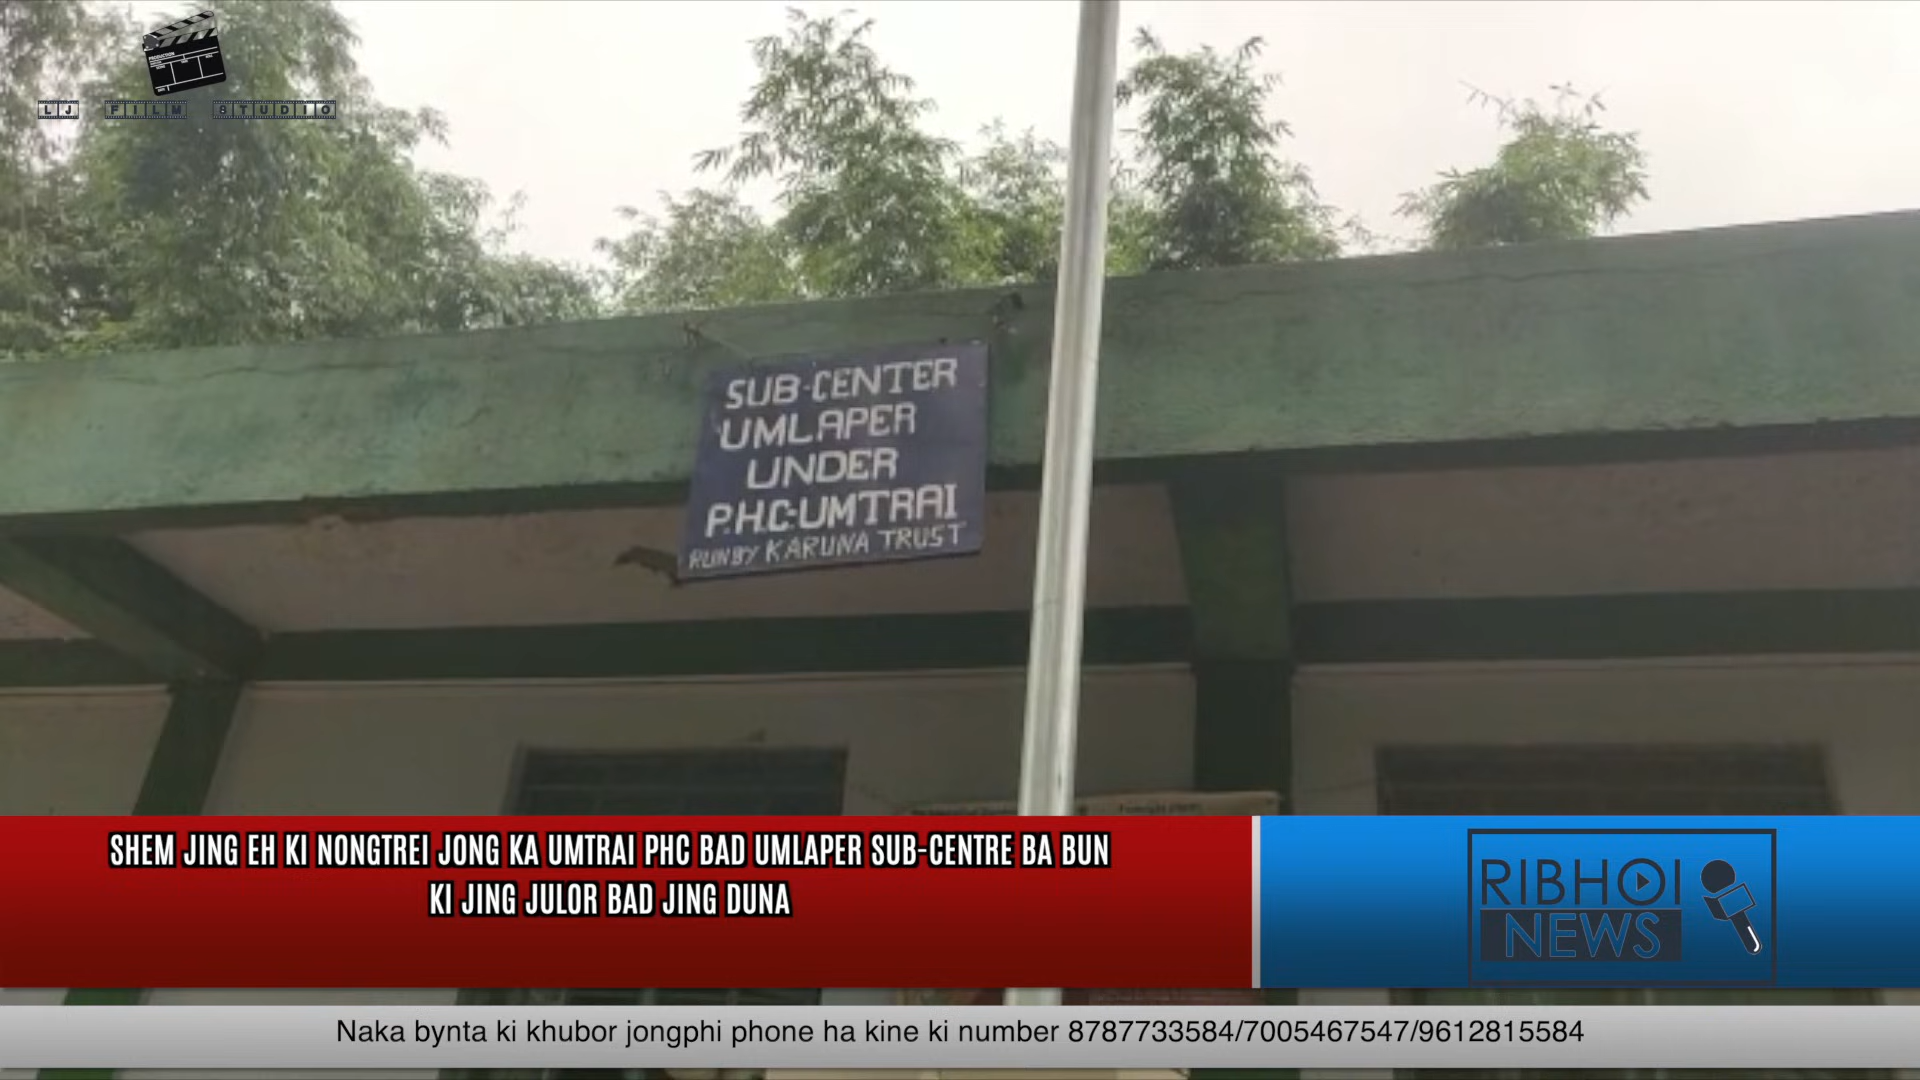 LJ FILM STUDIO
SUB-CENTER
UMLAPER
UNDER
P.H.C-UMTRAI
RUN BY KARUNA TRUST
SHEM JING EH KI NONGTREI JONG KA UMTRAI PHC BAD UMLAPER SUB-CENTRE BA BUN
KI JING JULOR BAD JING DUNA
RIBHOI
NEWS
Naka bynta ki khubor jongphi phone ha kine ki number 8787733584/7005467547/9612815584